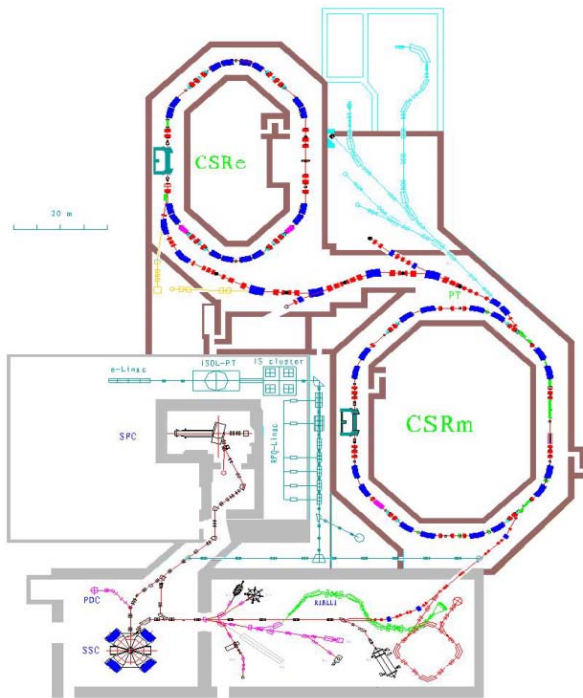 CSRe
20 m
PT
e-Linac
ISOL-PT
IS cluster
SFC
RFQ-Linac
CSRm
PDC
RIBLL1
SSC